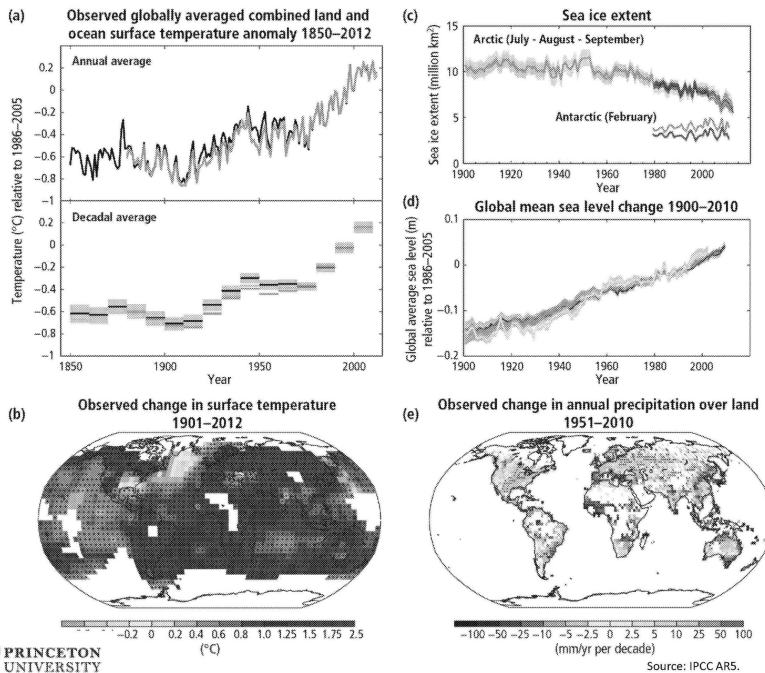 (a)
Observed globally averaged combined land and
ocean surface temperature anomaly 1850–2012
Annual average
0.2
0
−0.2
−0.4
−0.6
−0.8
−1
Temperature (°C) relative to 1986–2005
Decadal average
0.2
0
−0.2
−0.4
−0.6
−0.8
−1
1850
1900
1950
2000
Year
(c)
Sea ice extent
Arctic (July - August - September)
Antarctic (February)
Sea ice extent (million km²)
15
10
5
0
1900
1920
1940
1960
1980
2000
Year
(d)
Global mean sea level change 1900–2010
Global average sea level (m)
relative to 1986–2005
0.1
0
−0.1
−0.2
1900
1920
1940
1960
1980
2000
Year
(b)
Observed change in surface temperature
1901–2012
−0.2 0 0.2 0.4 0.6 0.8 1.0 1.25 1.75 2.5
(°C)
(e)
Observed change in annual precipitation over land
1951–2010
−100 −50 −25 −10 −5 −2.5 0 2.5 5 10 25 50 100
(mm/yr per decade)
PRINCETON
UNIVERSITY
Source: IPCC AR5.